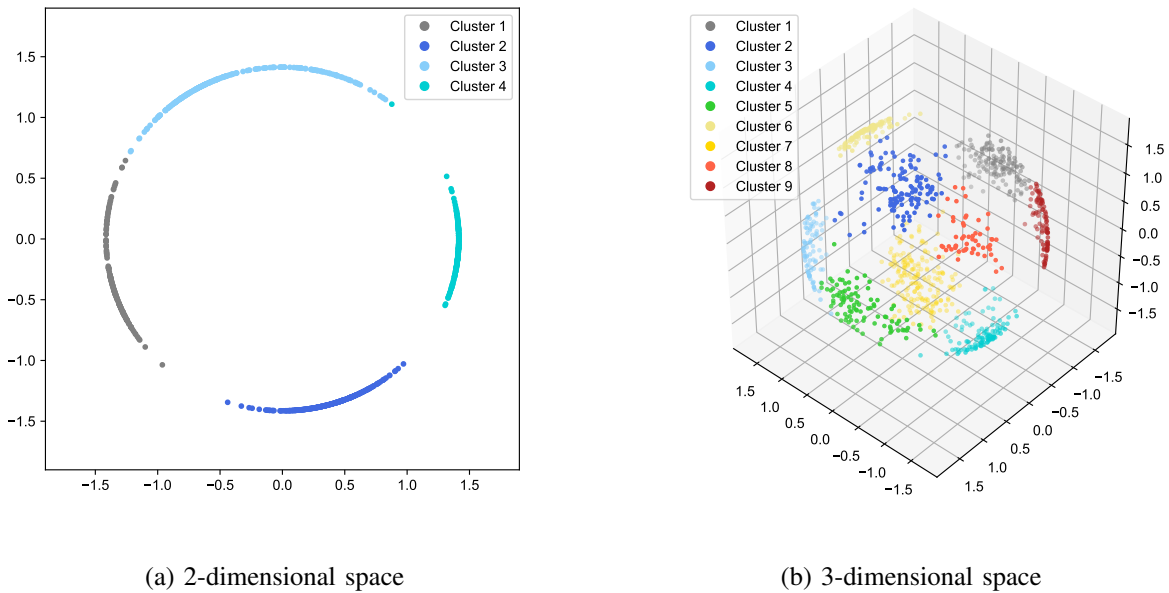 1.5
1.0
0.5
0.0
−0.5
−1.0
−1.5
−1.5
−1.0
−0.5
0.0
0.5
1.0
1.5
Cluster 1
Cluster 2
Cluster 3
Cluster 4
(a) 2-dimensional space
Cluster 1
Cluster 2
Cluster 3
Cluster 4
Cluster 5
Cluster 6
Cluster 7
Cluster 8
Cluster 9
1.5
1.0
0.5
0.0
−0.5
−1.0
−1.5
1.5
1.0
0.5
0.0
−0.5
−1.0
−1.5
1.5
1.0
0.5
0.0
−0.5
−1.0
−1.5
(b) 3-dimensional space